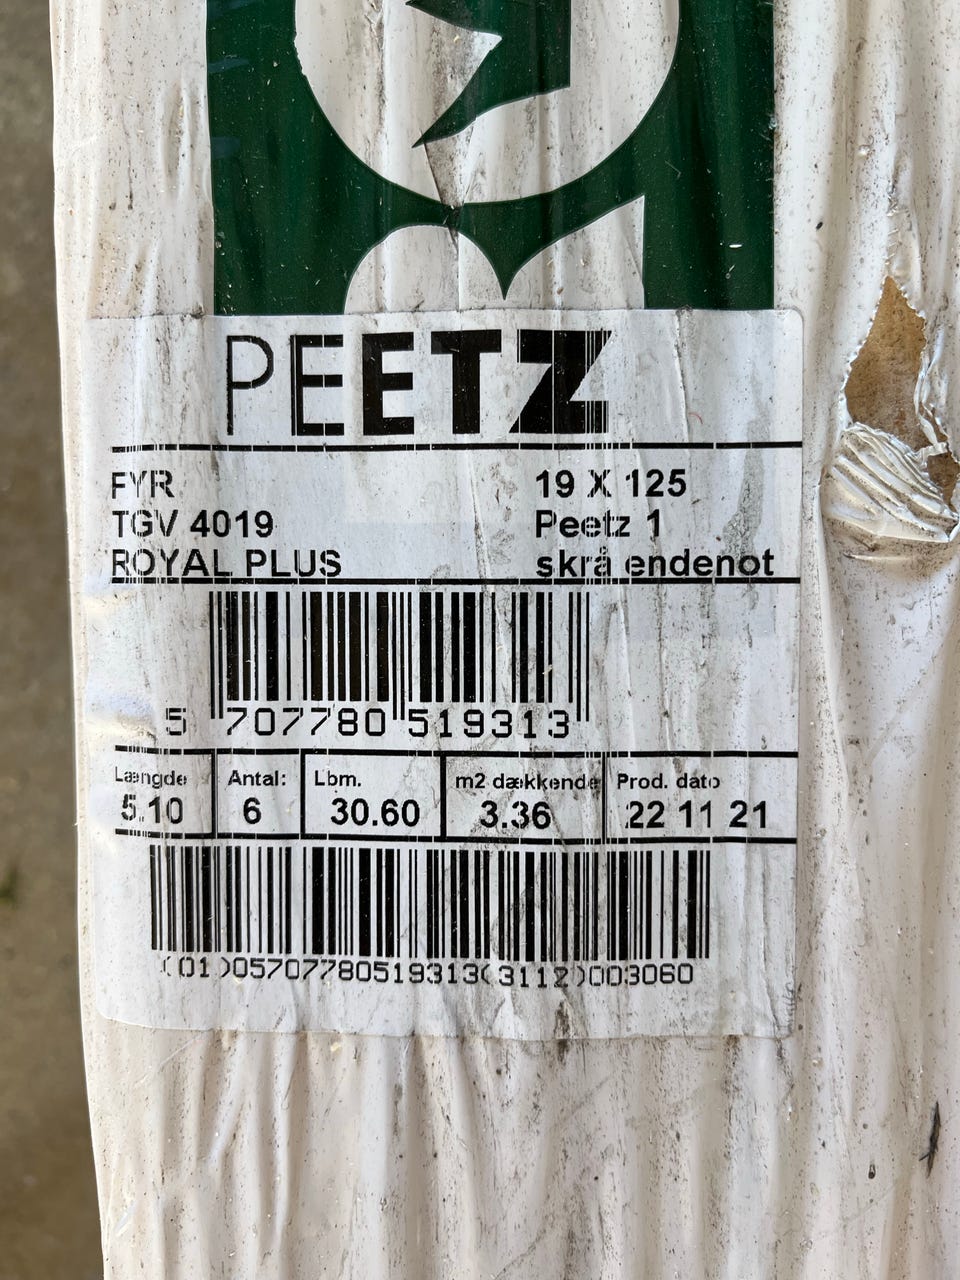 PEETZ
FYR 19 X 125
TGV 4019 Peetz 1
ROYAL PLUS skrå endenot
5 707780 519313
Længde Antal: Lbm. m2 dækkende Prod. dato
5.10 6 30.60 3.36 22 11 21
(01)05707780519313(3112)003060